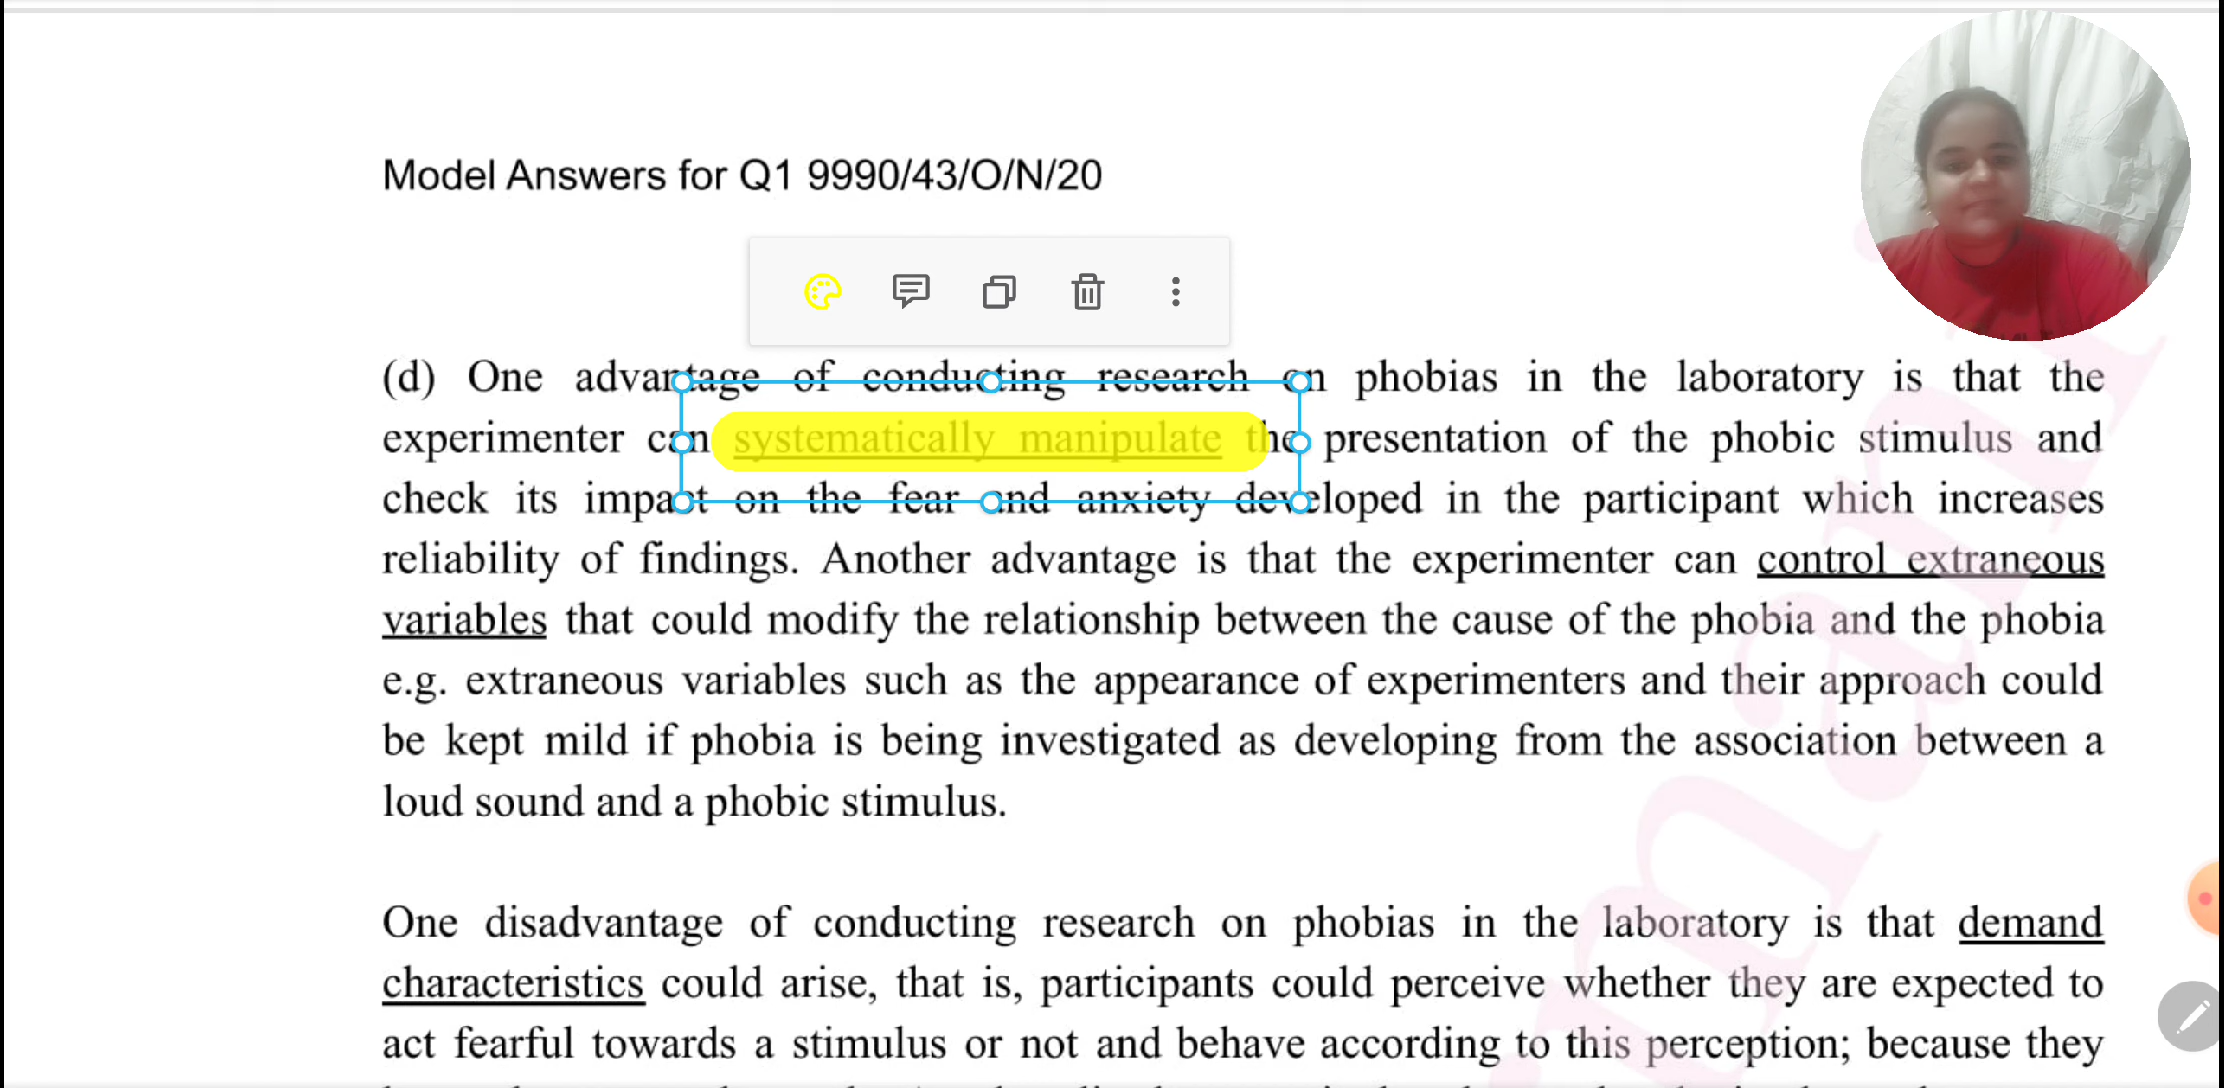 Model Answers for Q1 9990/43/O/N/20
(d) One advantage of conducting research on phobias in the laboratory is that the
experimenter can systematically manipulate the presentation of the phobic stimulus and
check its impact on the fear and anxiety developed in the participant which increases
reliability of findings. Another advantage is that the experimenter can control extraneous
variables that could modify the relationship between the cause of the phobia and the phobia
e.g. extraneous variables such as the appearance of experimenters and their approach could
be kept mild if phobia is being investigated as developing from the association between a
loud sound and a phobic stimulus.
One disadvantage of conducting research on phobias in the laboratory is that demand
characteristics could arise, that is, participants could perceive whether they are expected to
act fearful towards a stimulus or not and behave according to this perception; because they